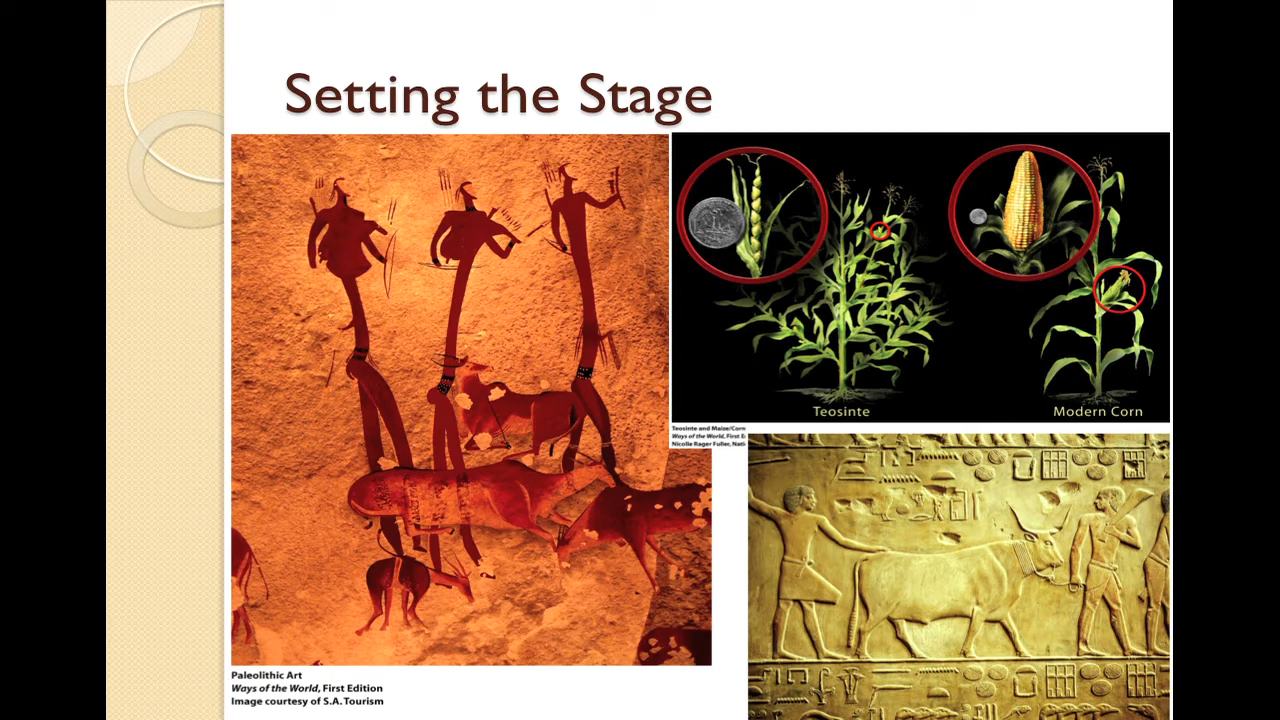 Setting the Stage
Teosinte
Modern Corn
Teosinte and Maize/Corn
Ways of the World, First
Nicolle Rager Fuller,
Paleolithic Art
Ways of the World, First Edition
Image courtesy of S.A. Tourism